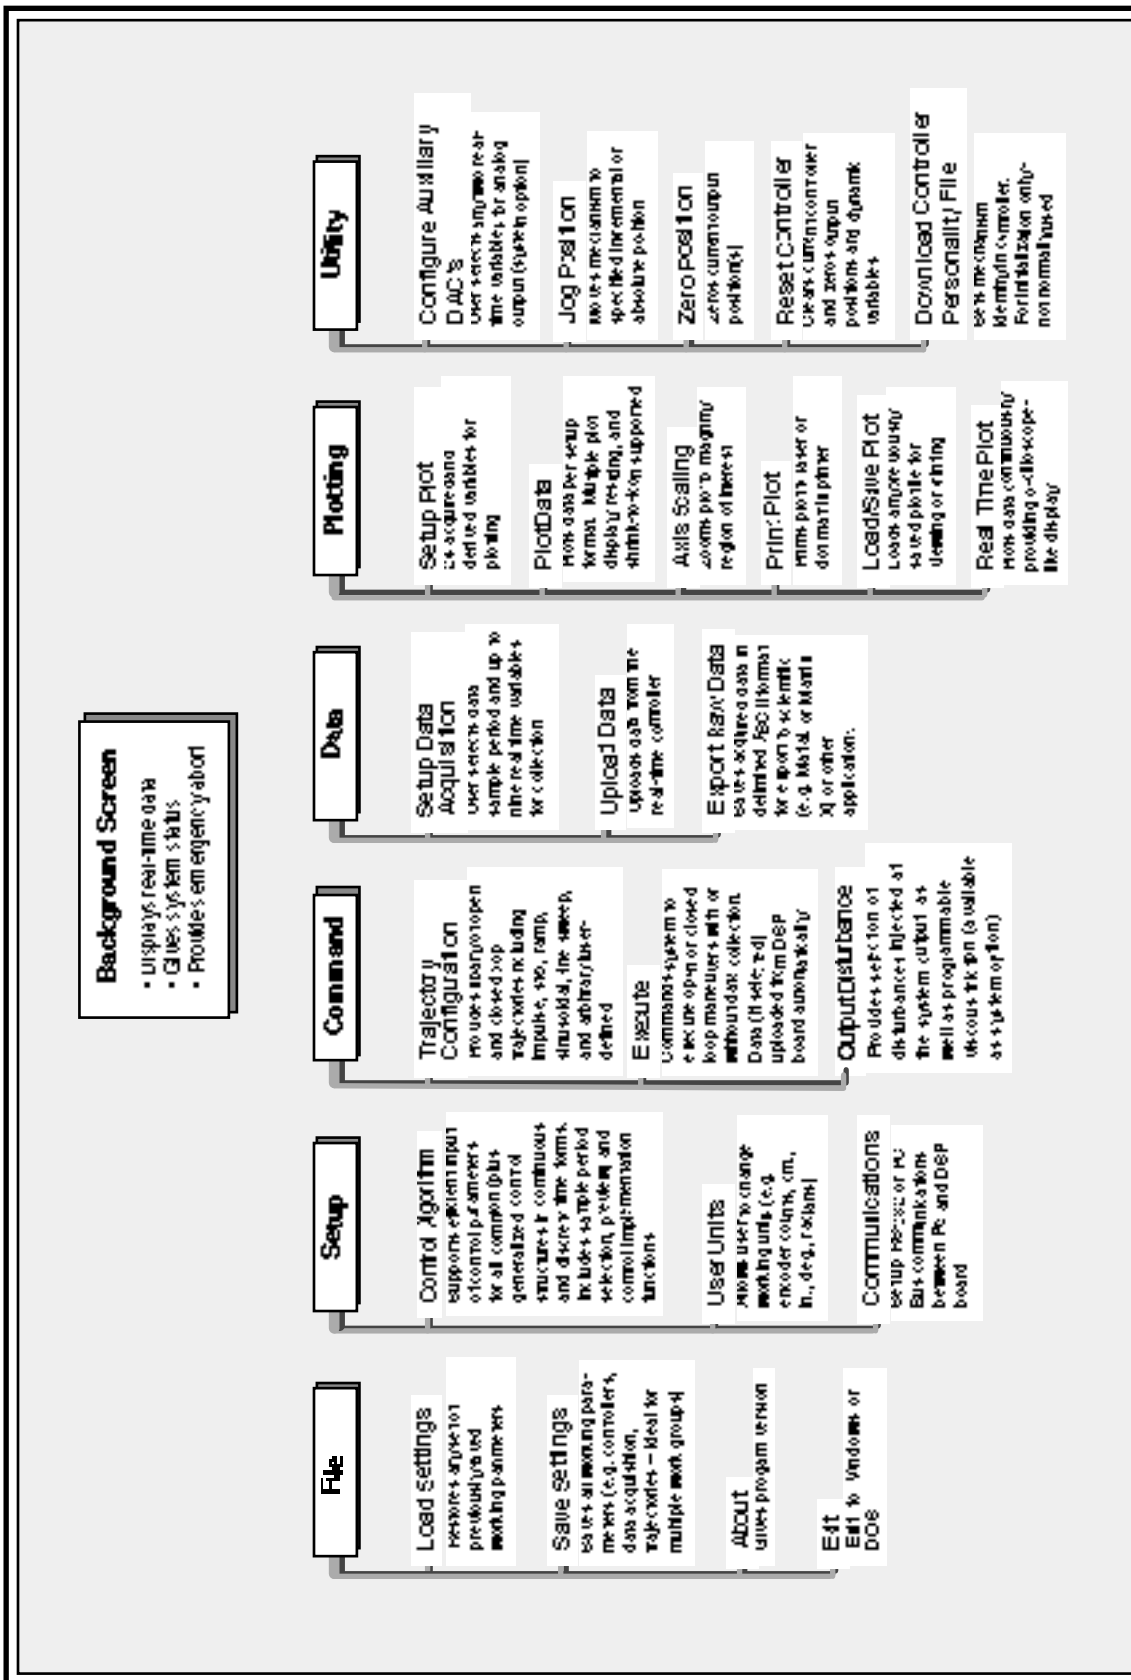 Background Screen
• Displays real-time data
• Gives system status
• Provides emergency abort
File
Load Settings
Restores any set of
previously saved
working parameters
Save Settings
Saves all working para-
meters (e.g. controllers,
data acquisition,
trajectories – ideal for
multiple work groups)
About
Gives program version
Exit
Exit to Windows or
DOS
Setup
Control Algorithm
Supports efficient input
of control parameters
for all common (plus
generalized control
structures in continuous
and discrete time forms.
Includes sample period
selection, preview, and
control implementation
functions
User Units
Allows user to change
working units (e.g.
encoder counts, cm.,
in., deg., radians)
Communications
Setup RS-232 or PC
Bus communications
between PC and DSP
board
Command
Trajectory
Configuration
Provides many of open
and closed loop
trajectories including
impulse, step, ramp,
sinusoidal, sine sweep,
and arbitrary user-
defined
Execute
Commands system to
execute open or closed
loop maneuvers with or
without data collection.
Data (if selected)
uploaded from DSP
board automatically
Output Disturbance
Provides selection of
disturbances injected at
the system output as
well as programmable
viscous friction (available
as system option)
Data
Setup Data
Acquisition
User selects data
sample period and up to
nine real time variables
for collection
Upload Data
Uploads data from the
real-time controller
Export Raw Data
Saves acquired data in
delimited ASCII format
for export to scientific
(e.g. Matlab or Matrix
X) or other
applications
Plotting
Setup Plot
acquired and
derived variables for
plotting
Plot Data
Plots data per setup
format. Multiple plot
display, resizing, and
shrink-to-icon supported
Axis Scaling
Zooms plot to magnify
region of interest
Print Plot
Prints plot to laser or
dot matrix printer
Load/Save Plot
Loads any previously
saved plot file for
viewing or printing
Real Time Plot
Plots data continuously
providing oscilloscope-
like display
Utility
Configure Auxiliary
DAC's
User selects any two real-
time variables for analog
output (system option)
Jog Position
Moves mechanism to
specified incremental or
absolute position
Zero Position
Zeros current output
position(s)
Reset Controller
Clears current controller
and zeros output
positions and dynamic
variables
Download Controller
Personality File
Sets mechanism
identity in controller.
For initialization only-
not normally used